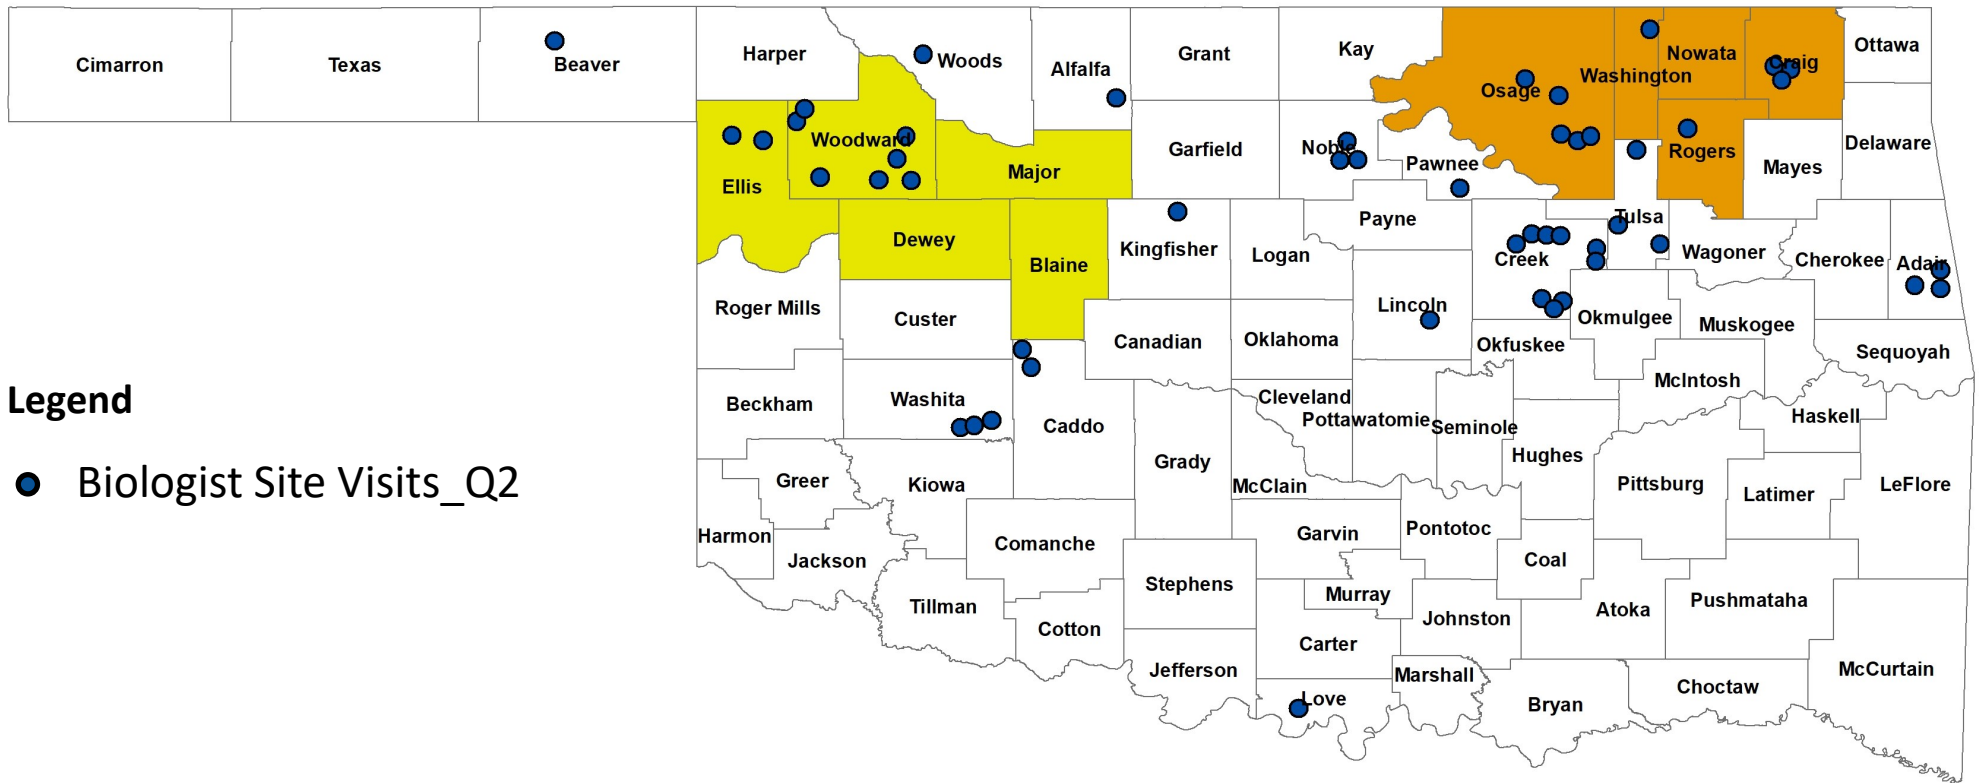 Cimarron
Texas
Beaver
Harper
Woods
Alfalfa
Grant
Kay
Osage
Washington
Nowata
Craig
Ottawa
Ellis
Woodward
Major
Garfield
Noble
Pawnee
Rogers
Mayes
Delaware
Dewey
Blaine
Kingfisher
Logan
Payne
Creek
Tulsa
Wagoner
Cherokee
Adair
Roger Mills
Custer
Canadian
Oklahoma
Lincoln
Okfuskee
Okmulgee
Muskogee
Sequoyah
Legend
Beckham
Washita
Caddo
Cleveland
Pottawatomie
Seminole
McIntosh
Haskell
Biologist Site Visits_Q2
Greer
Kiowa
Grady
McClain
Hughes
Pittsburg
Latimer
LeFlore
Harmon
Jackson
Comanche
Garvin
Pontotoc
Coal
Tillman
Cotton
Stephens
Murray
Johnston
Atoka
Pushmataha
Jefferson
Carter
Marshall
Love
Bryan
Choctaw
McCurtain